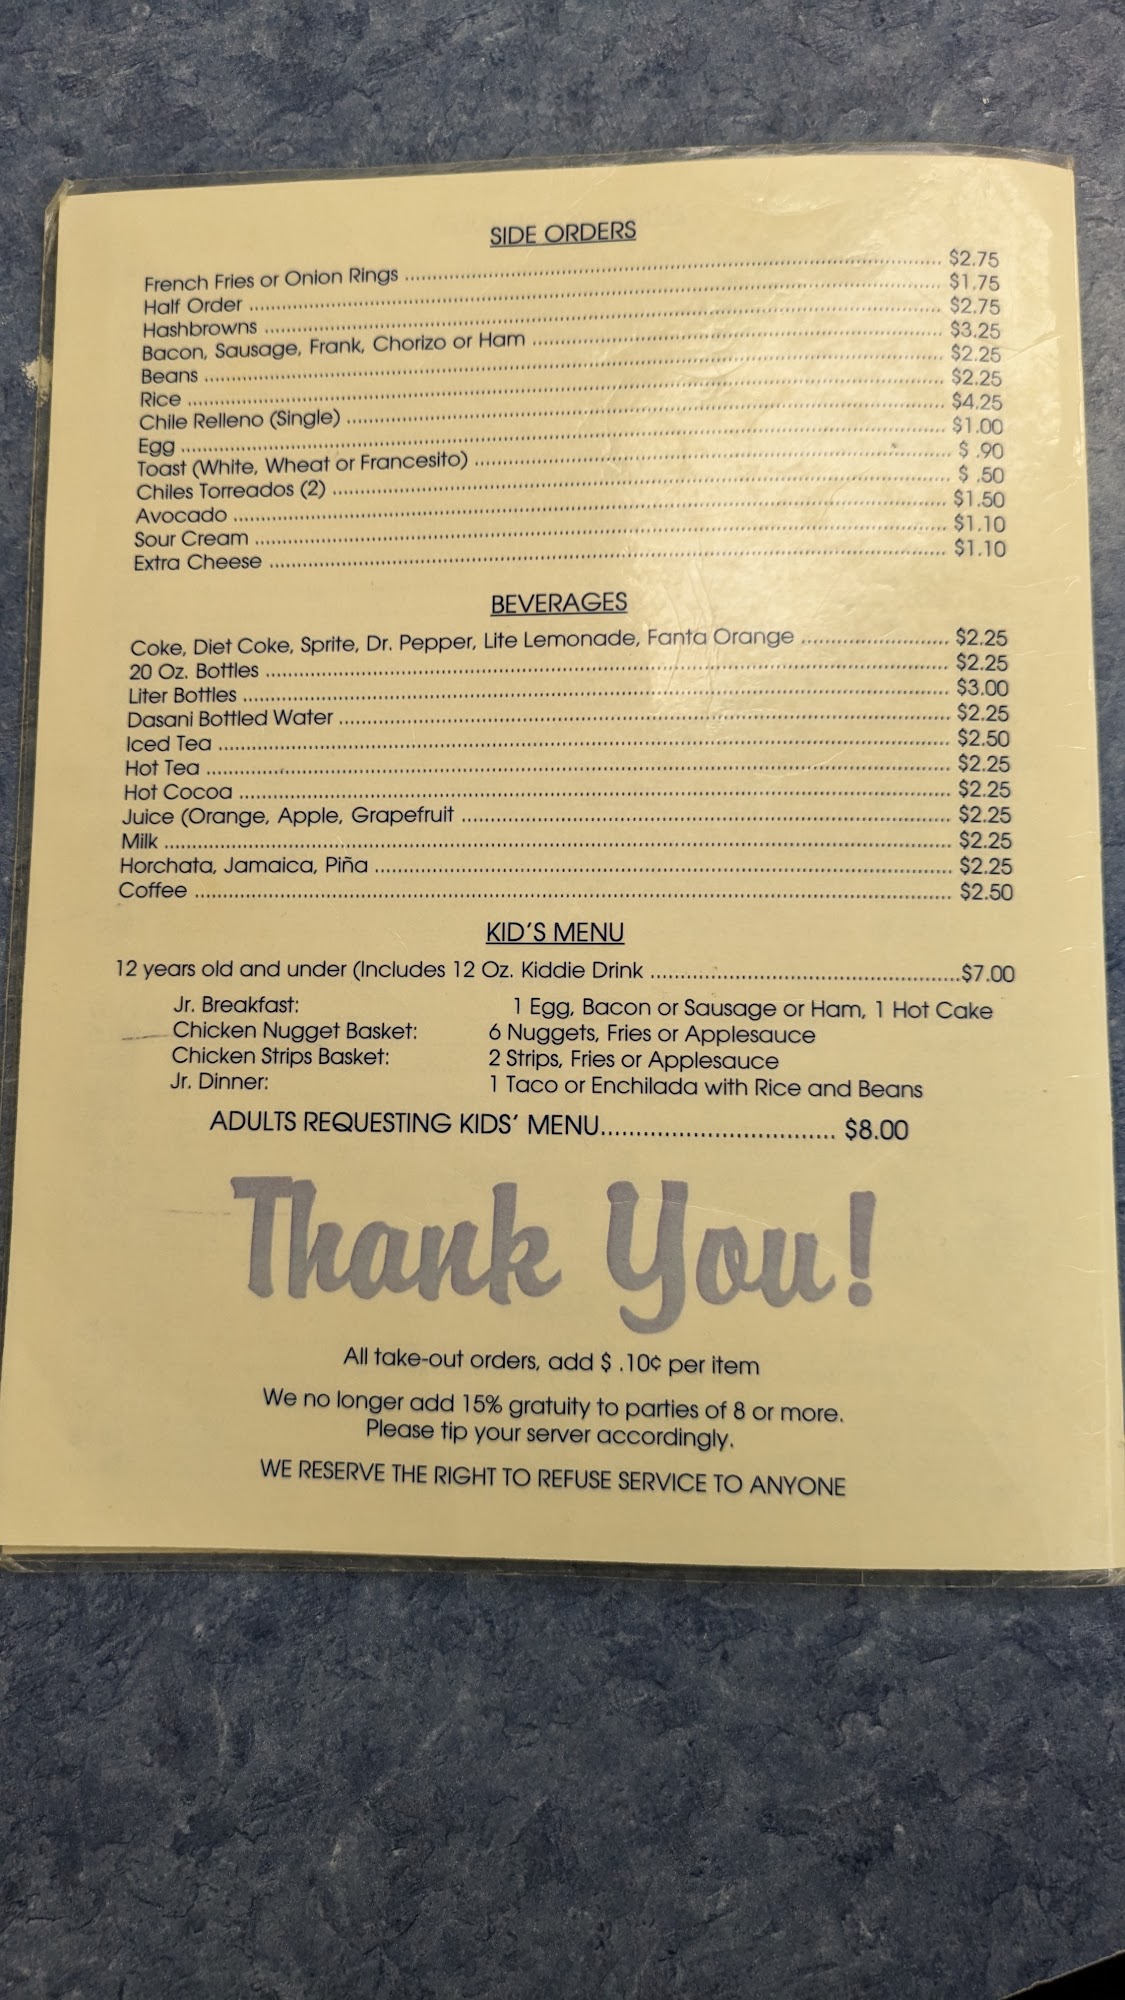 SIDE ORDERS
French Fries or Onion Rings ........ $2.75
Half Order ........ $1.75
Hashbrowns ........ $2.75
Bacon, Sausage, Frank, Chorizo or Ham ........ $3.25
Beans ........ $2.25
Rice ........ $2.25
Chile Relleno (Single) ........ $4.25
Egg ........ $1.00
Toast (White, Wheat or Francesito) ........ $ .90
Chiles Torreados (2) ........ $ .50
Avocado ........ $1.50
Sour Cream ........ $1.10
Extra Cheese ........ $1.10
BEVERAGES
Coke, Diet Coke, Sprite, Dr. Pepper, Lite Lemonade, Fanta Orange ........ $2.25
20 Oz. Bottles ........ $2.25
Liter Bottles ........ $3.00
Dasani Bottled Water ........ $2.25
Iced Tea ........ $2.50
Hot Tea ........ $2.25
Hot Cocoa ........ $2.25
Juice (Orange, Apple, Grapefruit ........ $2.25
Milk ........ $2.25
Horchata, Jamaica, Piña ........ $2.25
Coffee ........ $2.50
KID'S MENU
12 years old and under (Includes 12 Oz. Kiddie Drink ........ $7.00
Jr. Breakfast: 1 Egg, Bacon or Sausage or Ham, 1 Hot Cake
Chicken Nugget Basket: 6 Nuggets, Fries or Applesauce
Chicken Strips Basket: 2 Strips, Fries or Applesauce
Jr. Dinner: 1 Taco or Enchilada with Rice and Beans
ADULTS REQUESTING KIDS' MENU........ $8.00
Thank You!
All take-out orders, add $ .10¢ per item
We no longer add 15% gratuity to parties of 8 or more.
Please tip your server accordingly.
WE RESERVE THE RIGHT TO REFUSE SERVICE TO ANYONE